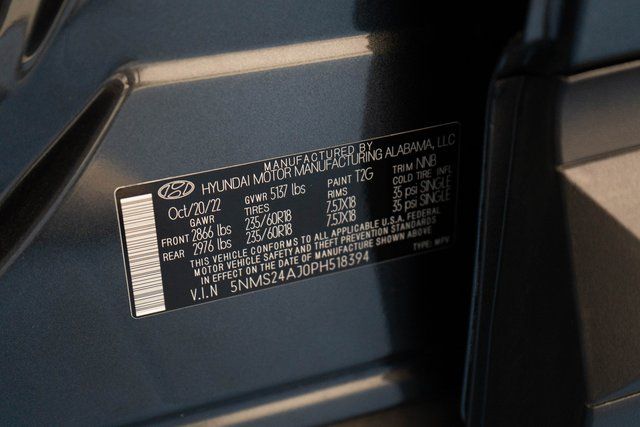 MANUFACTURED BY
HYUNDAI MOTOR MANUFACTURING ALABAMA, LLC
Oct/20/22 GVWR 5137 lbs PAINT T2G TRIM NNB
GAWR TIRES RIMS COLD TIRE INFL
FRONT 2866 lbs 235/60R18 7.5JX18 35 psi SINGLE
REAR 2976 lbs 235/60R18 7.5JX18 35 psi SINGLE
THIS VEHICLE CONFORMS TO ALL APPLICABLE U.S.A. FEDERAL
MOTOR VEHICLE SAFETY AND THEFT PREVENTION STANDARDS
IN EFFECT ON THE DATE OF MANUFACTURE SHOWN ABOVE
V.I.N 5NMS24AJ0PH518394 TYPE: MPV